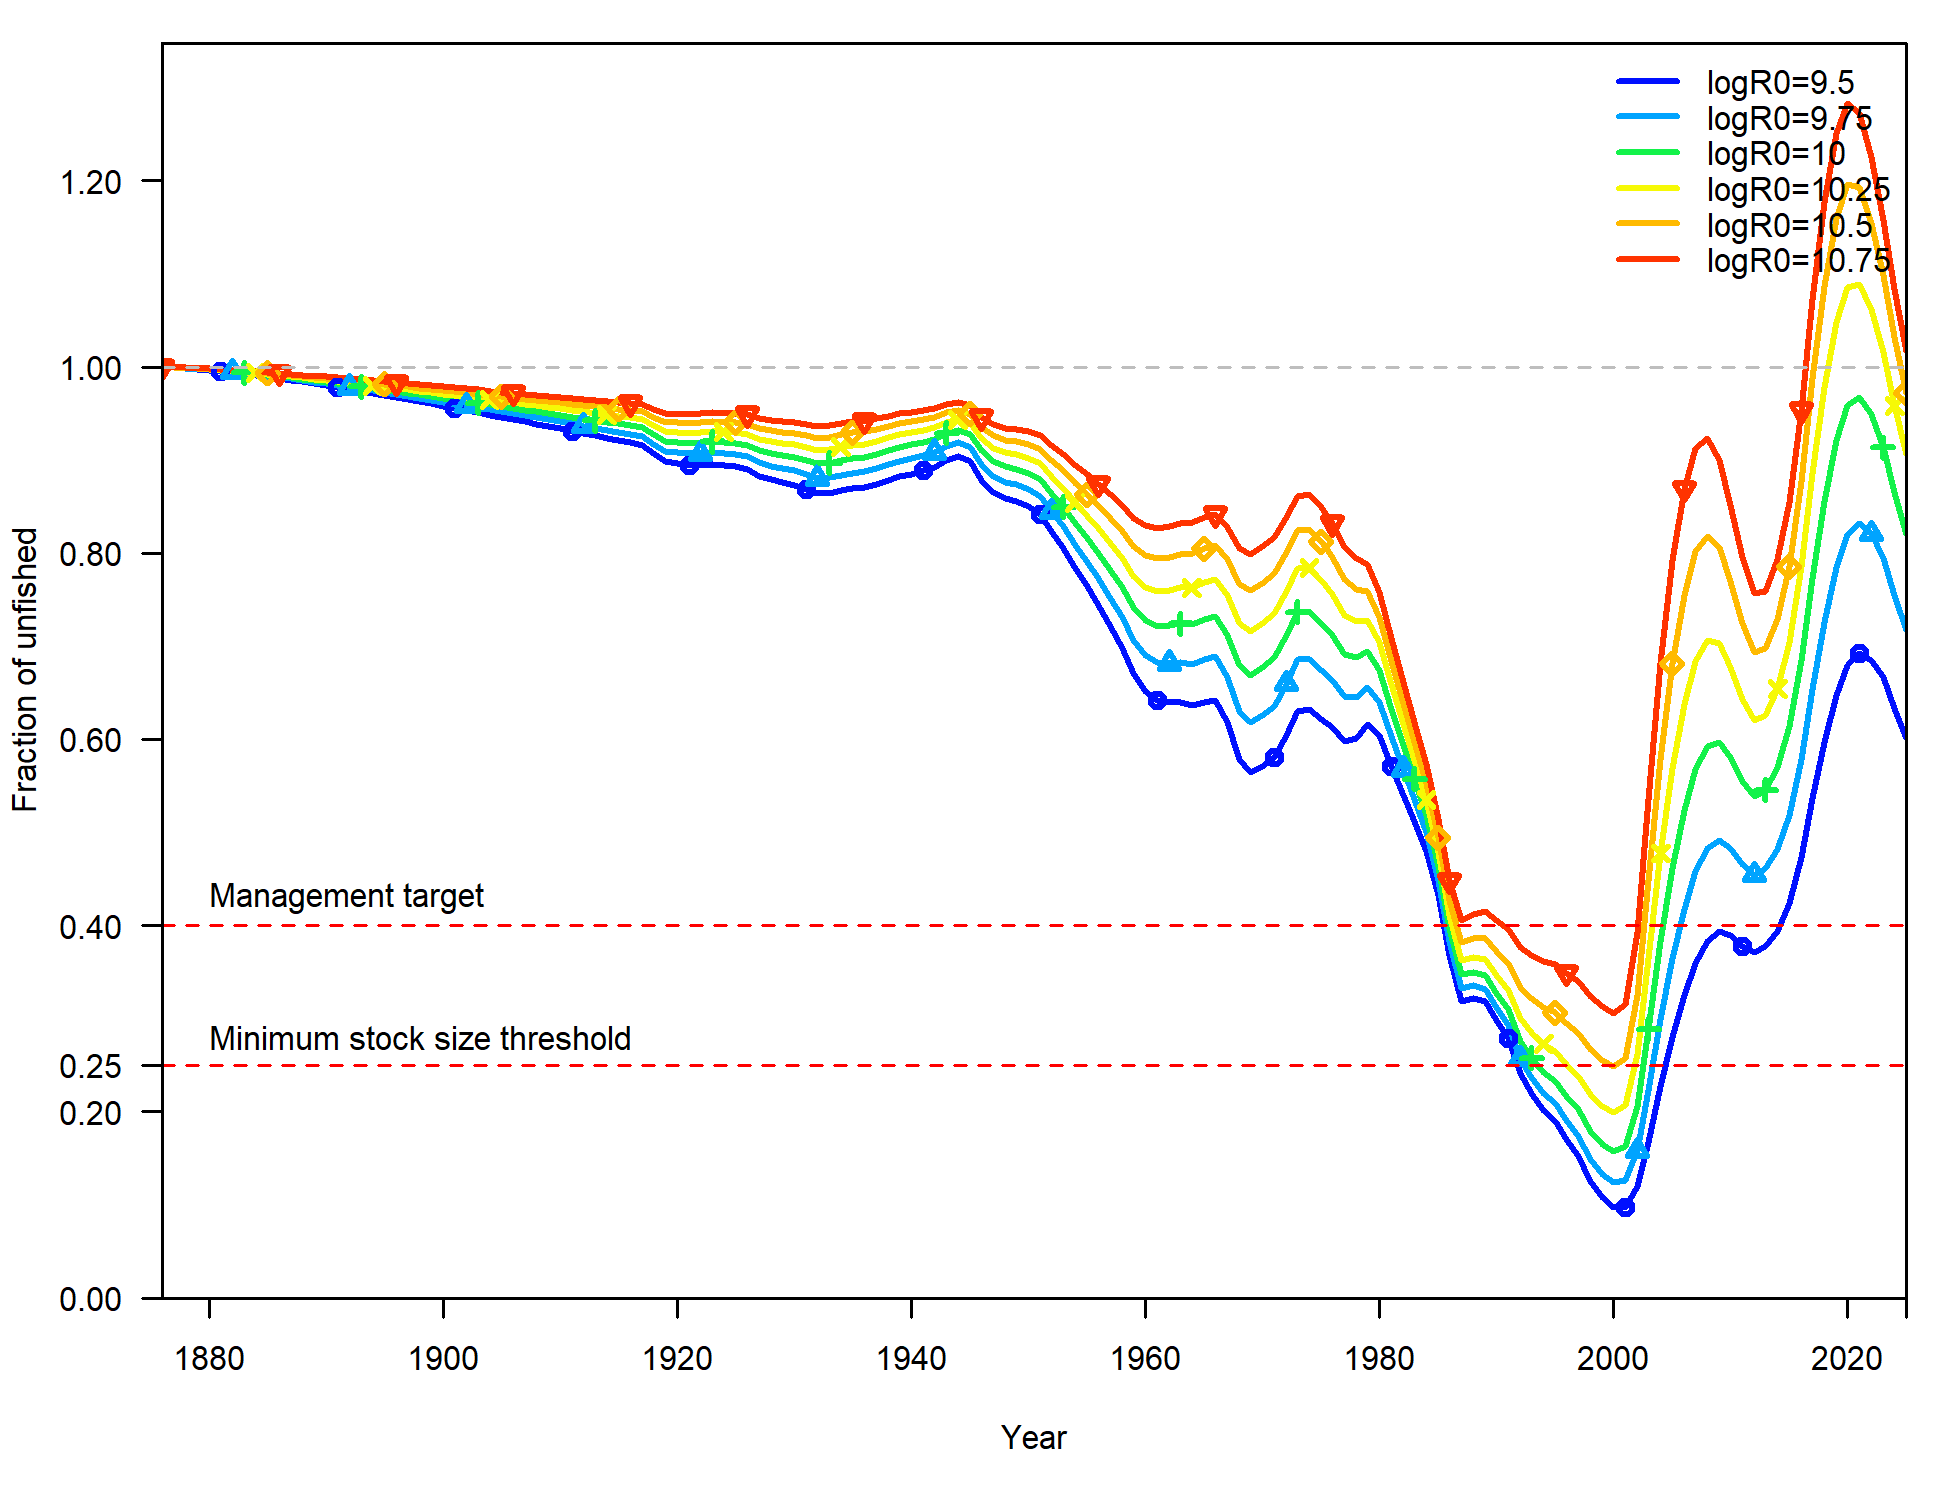 logR0=9.5
logR0=9.75
logR0=10
logR0=10.25
logR0=10.5
logR0=10.75
1.20
1.00
0.80
0.60
0.40
0.25
0.20
0.00
Fraction of unfished
Management target
Minimum stock size threshold
1880 1900 1920 1940 1960 1980 2000 2020
Year